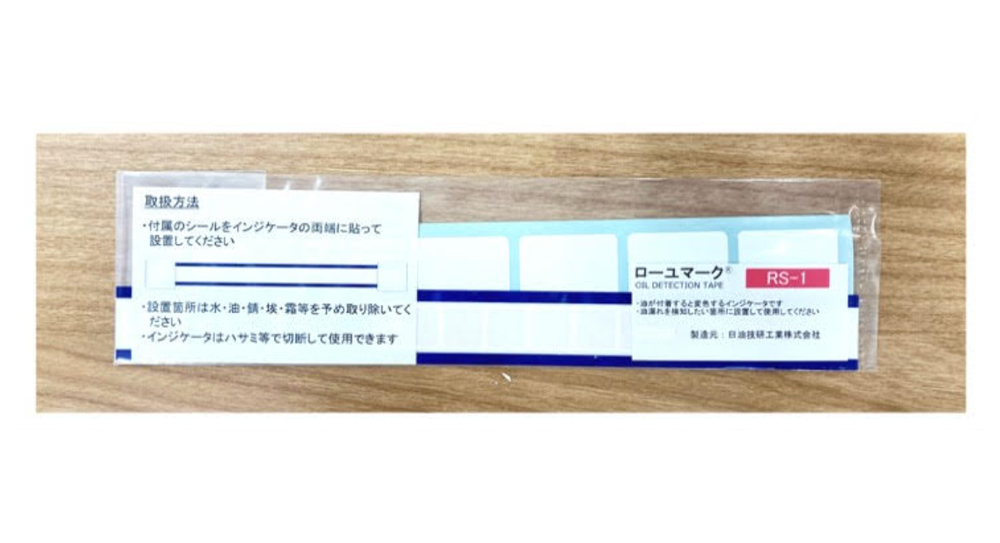 取扱方法
・付属のシールをインジケータの両端に貼って
設置してください
・設置箇所は水・油・錆・埃・霜等を予め取り除いてく
ださい
・インジケータはハサミ等で切断して使用できます
ローユマーク®
OIL DETECTION TAPE
RS-1
・油が付着すると変色するインジケータです
・油漏れを検知したい箇所に設置して使用してください
製造元：日油技研工業株式会社